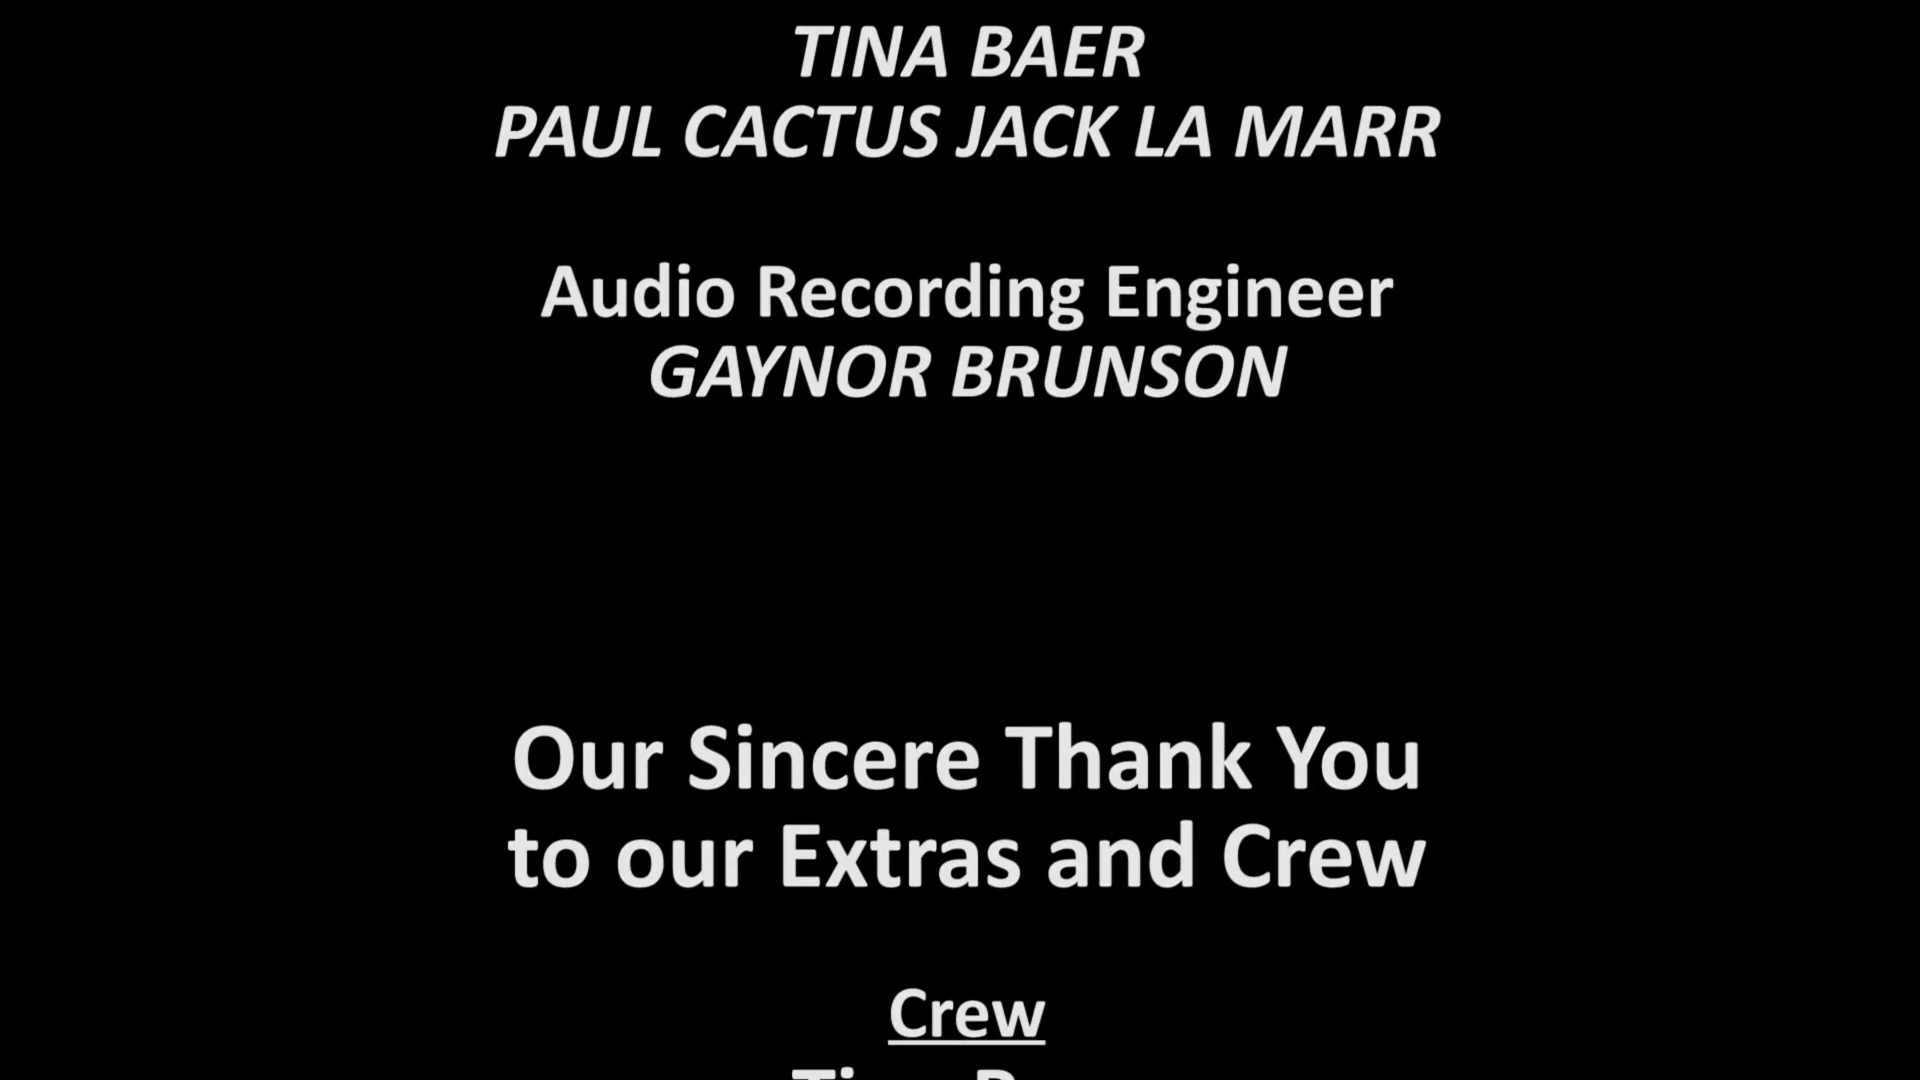 TINA BAER
PAUL CACTUS JACK LA MARR
Audio Recording Engineer
GAYNOR BRUNSON
Our Sincere Thank You
to our Extras and Crew
Crew